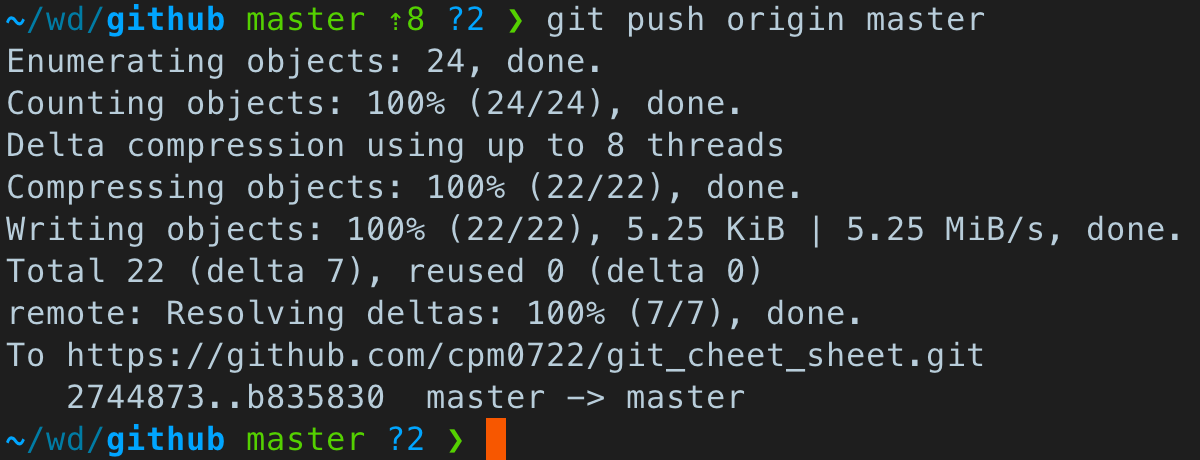 ~/wd/github master ⇡8 ?2 ❯ git push origin master
Enumerating objects: 24, done.
Counting objects: 100% (24/24), done.
Delta compression using up to 8 threads
Compressing objects: 100% (22/22), done.
Writing objects: 100% (22/22), 5.25 KiB | 5.25 MiB/s, done.
Total 22 (delta 7), reused 0 (delta 0)
remote: Resolving deltas: 100% (7/7), done.
To https://github.com/cpm0722/git_cheet_sheet.git
   2744873..b835830  master -> master
~/wd/github master ?2 ❯